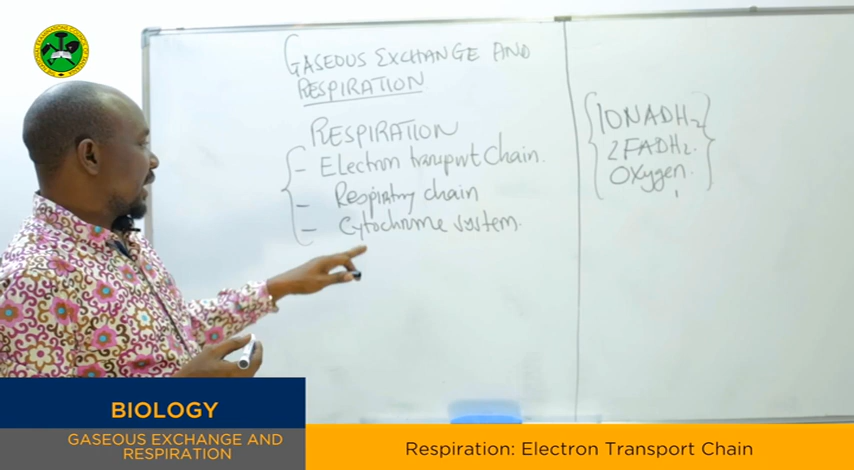 GASEOUS EXCHANGE AND
RESPIRATION
RESPIRATION
- Electron transport Chain.
- Respiratry chain
- Cytochrome system.
10NADH2
2FADH2.
Oxygen.
BIOLOGY
GASEOUS EXCHANGE AND
RESPIRATION
Respiration: Electron Transport Chain